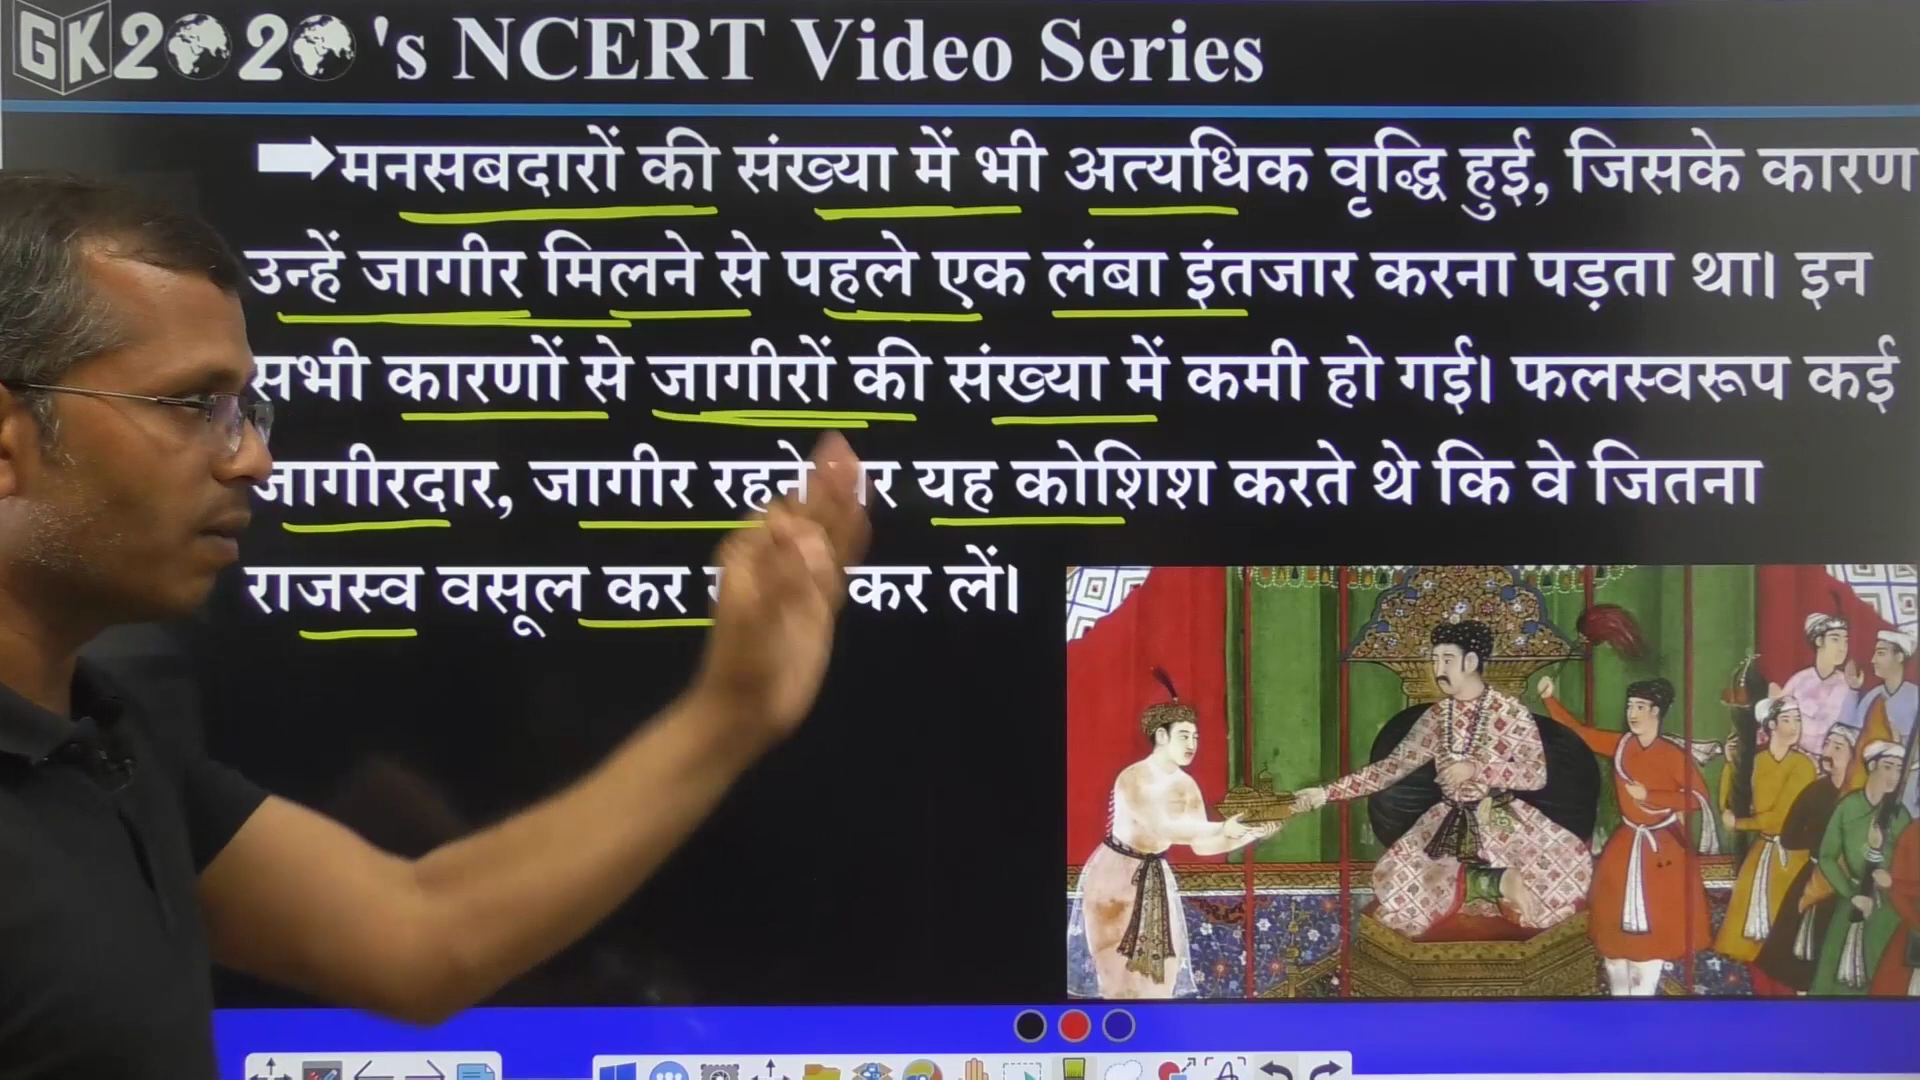 GK2020's NCERT Video Series
मनसबदारों की संख्या में भी अत्यधिक वृद्धि हुई, जिसके कारण
उन्हें जागीर मिलने से पहले एक लंबा इंतजार करना पड़ता था। इन
सभी कारणों से जागीरों की संख्या में कमी हो गई। फलस्वरूप कई
जागीरदार, जागीर रहने पर यह कोशिश करते थे कि वे जितना
राजस्व वसूल कर कर लें।